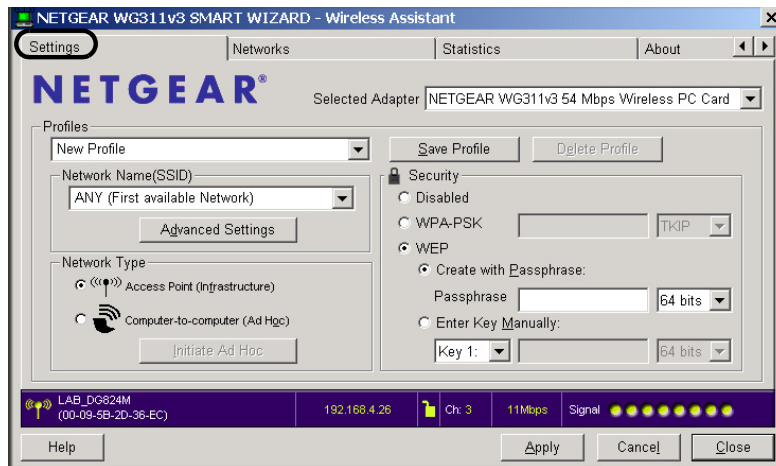 NETGEAR WG311v3 SMART WIZARD - Wireless Assistant
Settings
Networks
Statistics
About
NETGEAR®
Selected Adapter
NETGEAR WG311v3 54 Mbps Wireless PC Card
Profiles
New Profile
Save Profile
Delete Profile
Network Name(SSID)
ANY (First available Network)
Advanced Settings
Network Type
Access Point (Infrastructure)
Computer-to-computer (Ad Hoc)
Initiate Ad Hoc
Security
Disabled
WPA-PSK
TKIP
WEP
Create with Passphrase:
Passphrase
64 bits
Enter Key Manually:
Key 1:
64 bits
LAB_DG824M
(00-09-5B-2D-36-EC)
192.168.4.26
Ch: 3
11Mbps
Signal
Help
Apply
Cancel
Close